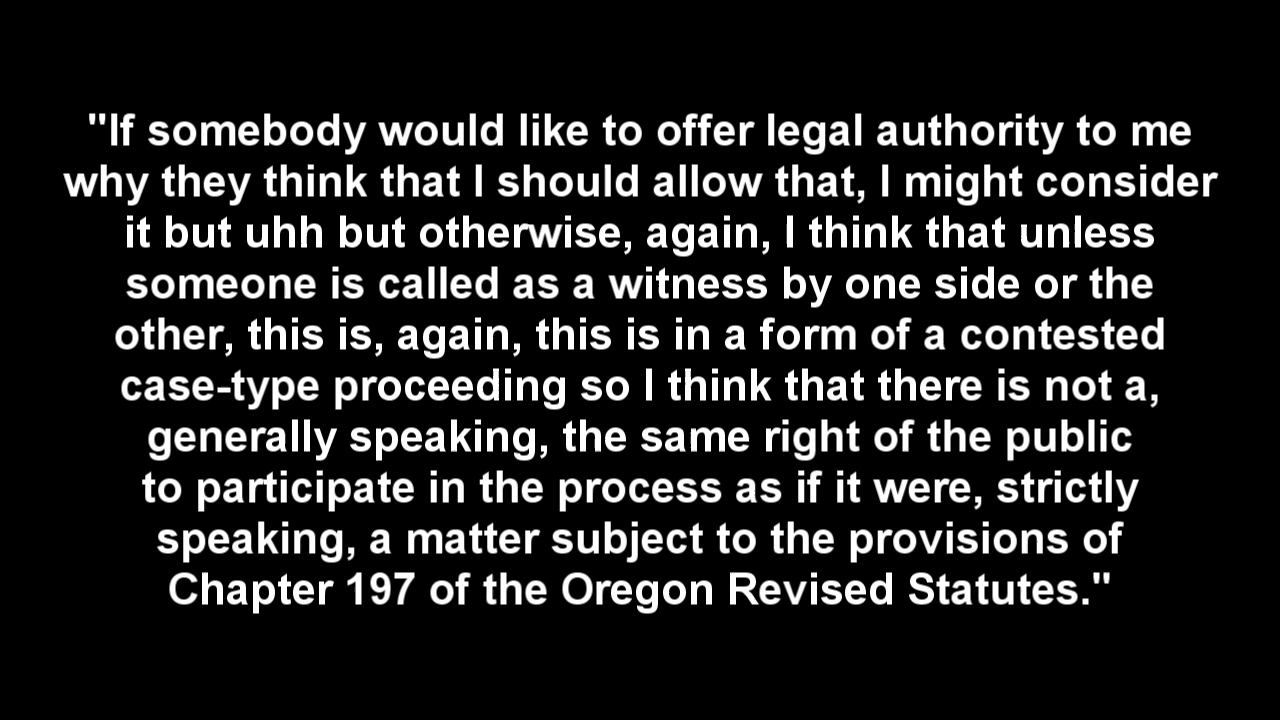 "If somebody would like to offer legal authority to me
why they think that I should allow that, I might consider
it but uhh but otherwise, again, I think that unless
someone is called as a witness by one side or the
other, this is, again, this is in a form of a contested
case-type proceeding so I think that there is not a,
generally speaking, the same right of the public
to participate in the process as if it were, strictly
speaking, a matter subject to the provisions of
Chapter 197 of the Oregon Revised Statutes."